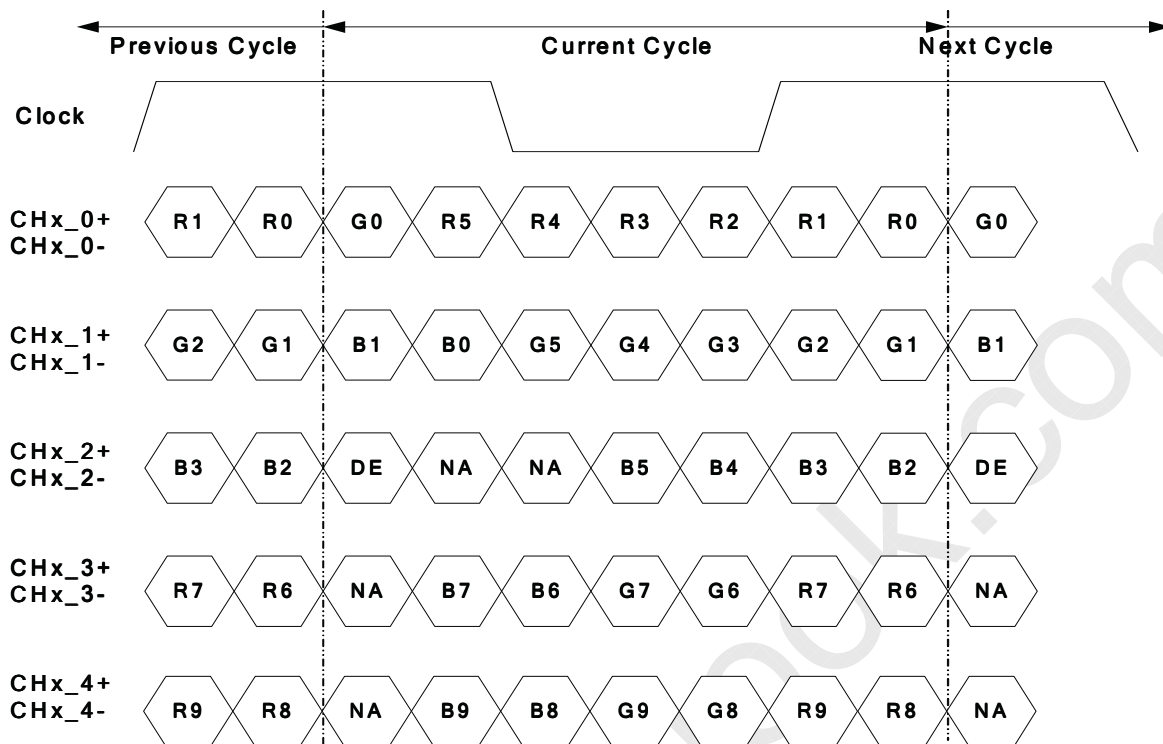 Previous Cycle Current Cycle Next Cycle
Clock
CHx_0+
CHx_0-
R1 R0 G0 R5 R4 R3 R2 R1 R0 G0
CHx_1+
CHx_1-
G2 G1 B1 B0 G5 G4 G3 G2 G1 B1
CHx_2+
CHx_2-
B3 B2 DE NA NA B5 B4 B3 B2 DE
CHx_3+
CHx_3-
R7 R6 NA B7 B6 G7 G6 R7 R6 NA
CHx_4+
CHx_4-
R9 R8 NA B9 B8 G9 G8 R9 R8 NA